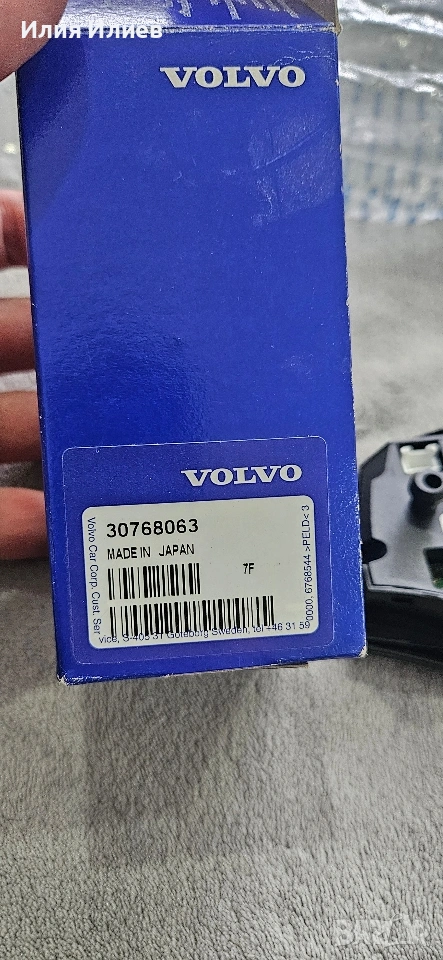 Илия Илиев
VOLVO
VOLVO
30768063
MADE IN JAPAN
7F
Volvo Car Corp. Cust. Ser
vice, S-405 31 Göteborg Sweden, tel +46 31 59
0000, 6768544 >PELD< 3